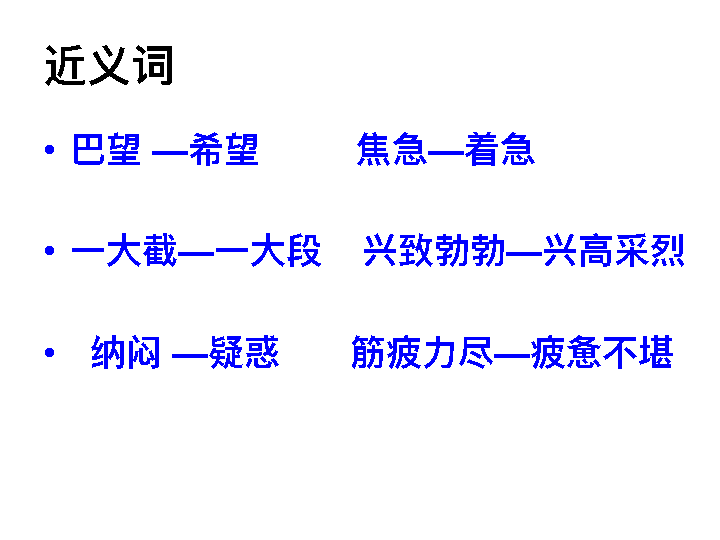 近义词
• 巴望 —希望 焦急—着急
• 一大截—一大段 兴致勃勃—兴高采烈
• 纳闷 —疑惑 筋疲力尽—疲惫不堪